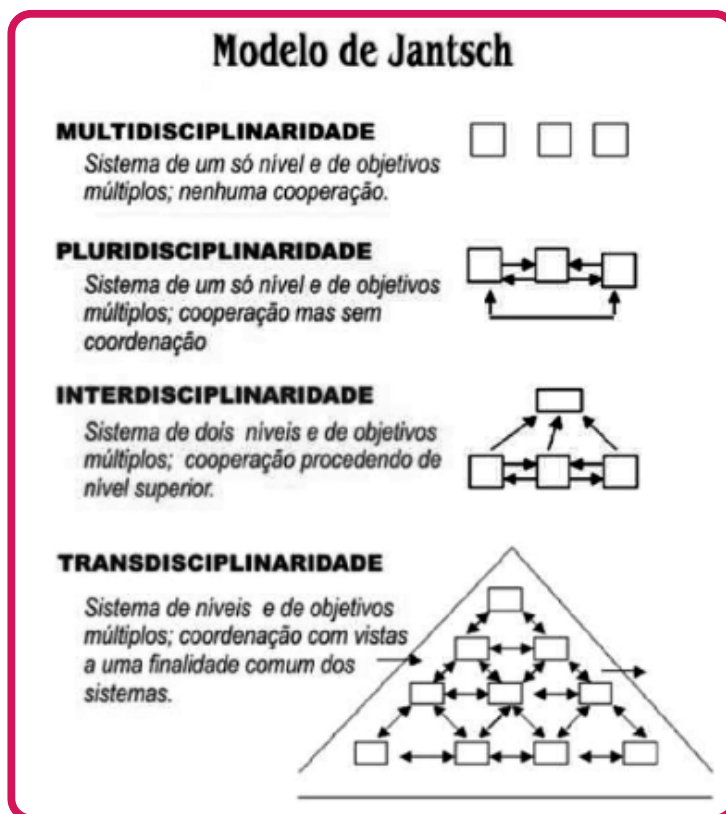 Modelo de Jantsch
MULTIDISCIPLINARIDADE
Sistema de um só nível e de objetivos
múltiplos; nenhuma cooperação.
PLURIDISCIPLINARIDADE
Sistema de um só nível e de objetivos
múltiplos; cooperação mas sem
coordenação
INTERDISCIPLINARIDADE
Sistema de dois níveis e de objetivos
múltiplos; cooperação procedendo de
nível superior.
TRANSDISCIPLINARIDADE
Sistema de níveis e de objetivos
múltiplos; coordenação com vistas
a uma finalidade comum dos
sistemas.